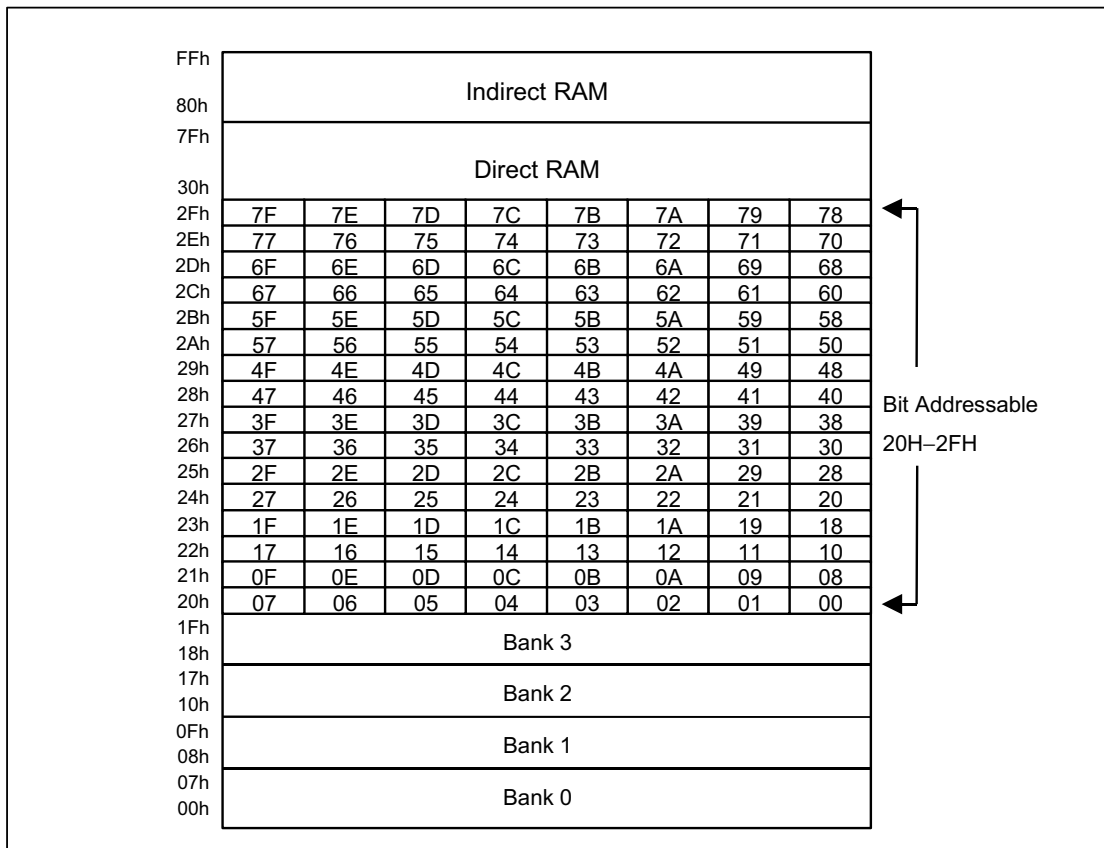 FFh
Indirect RAM
80h
7Fh
Direct RAM
30h
2Fh 7F 7E 7D 7C 7B 7A 79 78
2Eh 77 76 75 74 73 72 71 70
2Dh 6F 6E 6D 6C 6B 6A 69 68
2Ch 67 66 65 64 63 62 61 60
2Bh 5F 5E 5D 5C 5B 5A 59 58
2Ah 57 56 55 54 53 52 51 50
29h 4F 4E 4D 4C 4B 4A 49 48
28h 47 46 45 44 43 42 41 40
27h 3F 3E 3D 3C 3B 3A 39 38
26h 37 36 35 34 33 32 31 30
25h 2F 2E 2D 2C 2B 2A 29 28
24h 27 26 25 24 23 22 21 20
23h 1F 1E 1D 1C 1B 1A 19 18
22h 17 16 15 14 13 12 11 10
21h 0F 0E 0D 0C 0B 0A 09 08
20h 07 06 05 04 03 02 01 00
Bit Addressable
20H–2FH
1Fh
Bank 3
18h
17h
Bank 2
10h
0Fh
Bank 1
08h
07h
Bank 0
00h